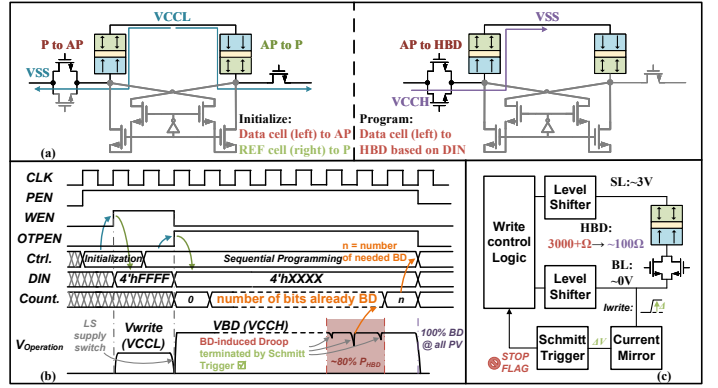 VCCL
P to AP
AP to P
VSS
Initialize:
Data cell (left) to AP
REF cell (right) to P
(a)
VSS
AP to HBD
VCCH
Program:
Data cell (left) to
HBD based on DIN
CLK
PEN
WEN
OTPEN
Ctrl.
Initialization
Sequential Programming
n = number
of needed BD
DIN
4'hFFFF
4'hXXXX
Count.
0
number of bits already BD
n
LS
supply
switch
Vwrite
(VCCL)
VBD (VCCH)
BD-induced Droop
terminated by Schmitt
Trigger ☑
~80% PHBD
100% BD
@ all PV
VOperation
(b)
Write
control
Logic
Level
Shifter
SL:~3V
HBD:
3000+Ω→ ~100Ω
Level
Shifter
BL:
~0V
Iwrite:
Δ
Schmitt
Trigger
ΔV
Current
Mirror
STOP
FLAG
(c)